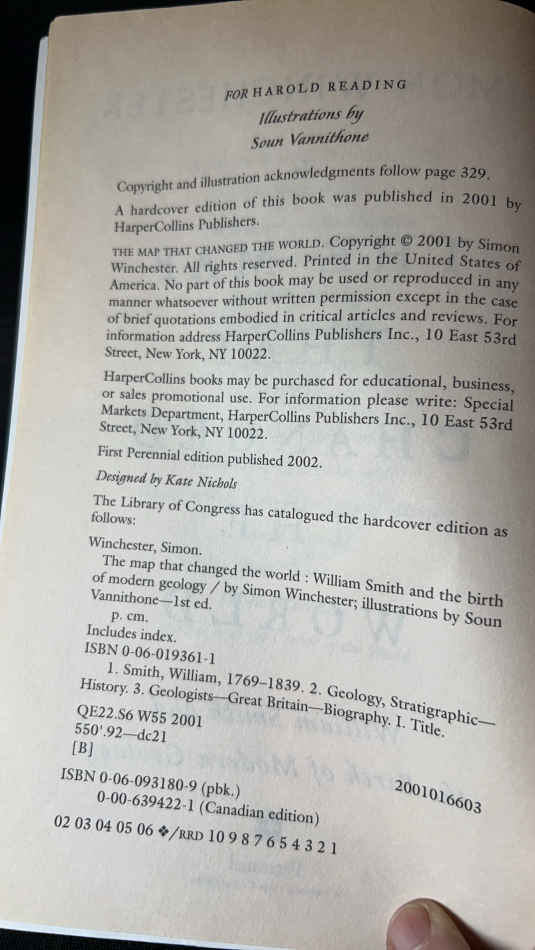 FOR HAROLD READING
Illustrations by
Soun Vannithone
Copyright and illustration acknowledgments follow page 329.
A hardcover edition of this book was published in 2001 by
HarperCollins Publishers.
THE MAP THAT CHANGED THE WORLD. Copyright © 2001 by Simon
Winchester. All rights reserved. Printed in the United States of
America. No part of this book may be used or reproduced in any
manner whatsoever without written permission except in the case
of brief quotations embodied in critical articles and reviews. For
information address HarperCollins Publishers Inc., 10 East 53rd
Street, New York, NY 10022.
HarperCollins books may be purchased for educational, business,
or sales promotional use. For information please write: Special
Markets Department, HarperCollins Publishers Inc., 10 East 53rd
Street, New York, NY 10022.
First Perennial edition published 2002.
Designed by Kate Nichols
The Library of Congress has catalogued the hardcover edition as
follows:
Winchester, Simon.
The map that changed the world : William Smith and the birth
of modern geology / by Simon Winchester; illustrations by Soun
Vannithone—1st ed.
p. cm.
Includes index.
ISBN 0-06-019361-1
1. Smith, William, 1769–1839. 2. Geology, Stratigraphic—
History. 3. Geologists—Great Britain—Biography. I. Title.
QE22.S6 W55 2001
550'.92—dc21
[B]
2001016603
ISBN 0-06-093180-9 (pbk.)
0-00-639422-1 (Canadian edition)
02 03 04 05 06 ❖/RRD 10 9 8 7 6 5 4 3 2 1